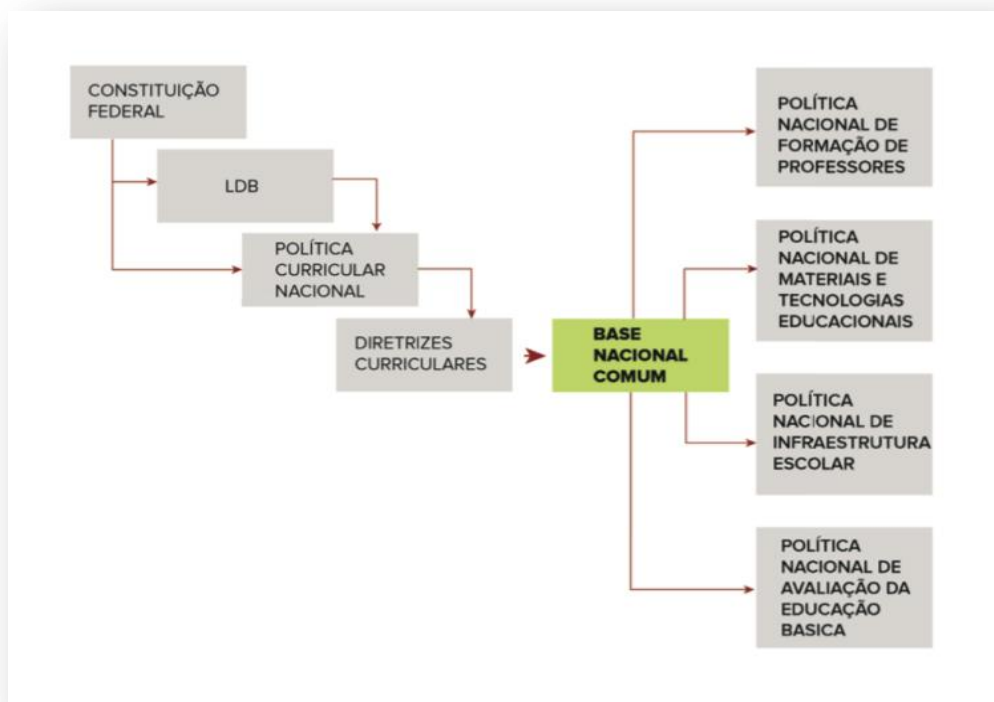 CONSTITUIÇÃO
FEDERAL
LDB
POLÍTICA
CURRICULAR
NACIONAL
DIRETRIZES
CURRICULARES
BASE
NACIONAL
COMUM
POLÍTICA
NACIONAL DE
FORMAÇÃO DE
PROFESSORES
POLÍTICA
NACIONAL DE
MATERIAIS E
TECNOLOGIAS
EDUCACIONAIS
POLÍTICA
NACIONAL DE
INFRAESTRUTURA
ESCOLAR
POLÍTICA
NACIONAL DE
AVALIAÇÃO DA
EDUCAÇÃO
BASICA